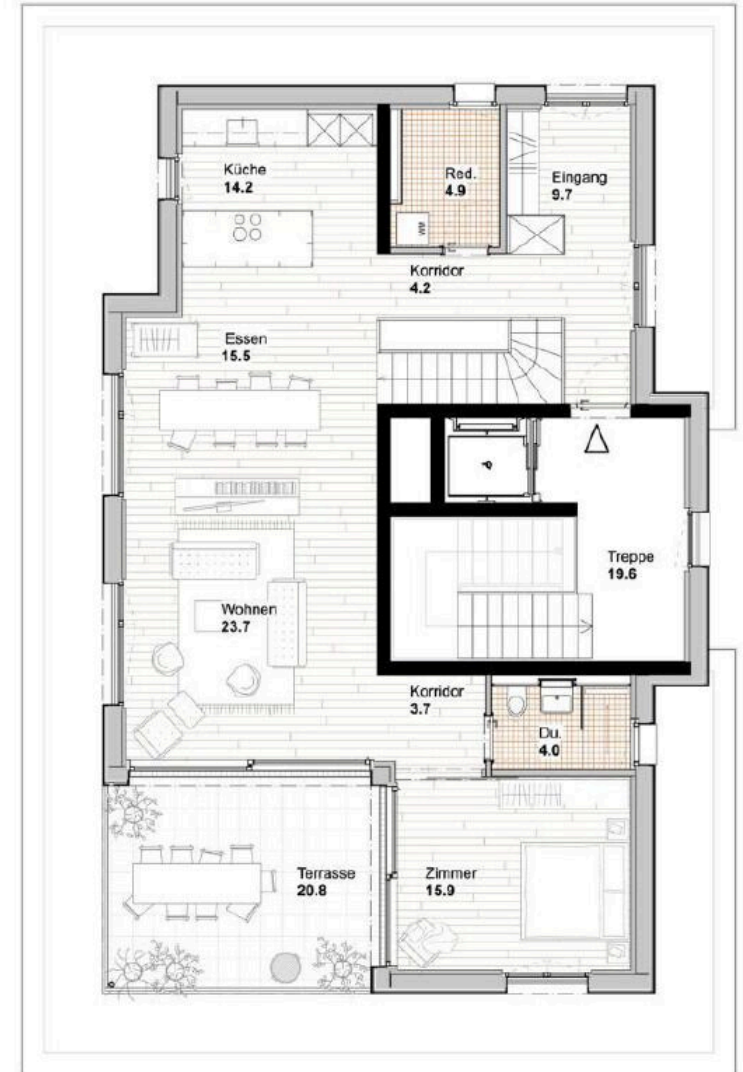 Küche
14.2
Red.
4.9
Eingang
9.7
WM
Korridor
4.2
Essen
15.5
Treppe
19.6
Wohnen
23.7
Korridor
3.7
Du.
4.0
Terrasse
20.8
Zimmer
15.9